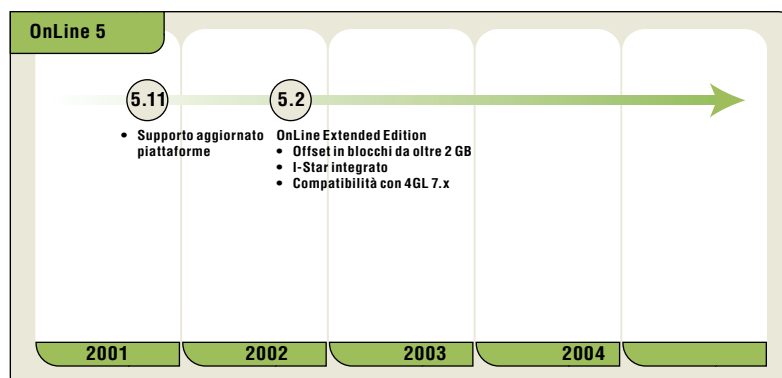 OnLine 5
5.11
5.2
• Supporto aggiornato
piattaforme
OnLine Extended Edition
• Offset in blocchi da oltre 2 GB
• I-Star integrato
• Compatibilità con 4GL 7.x
2001
2002
2003
2004